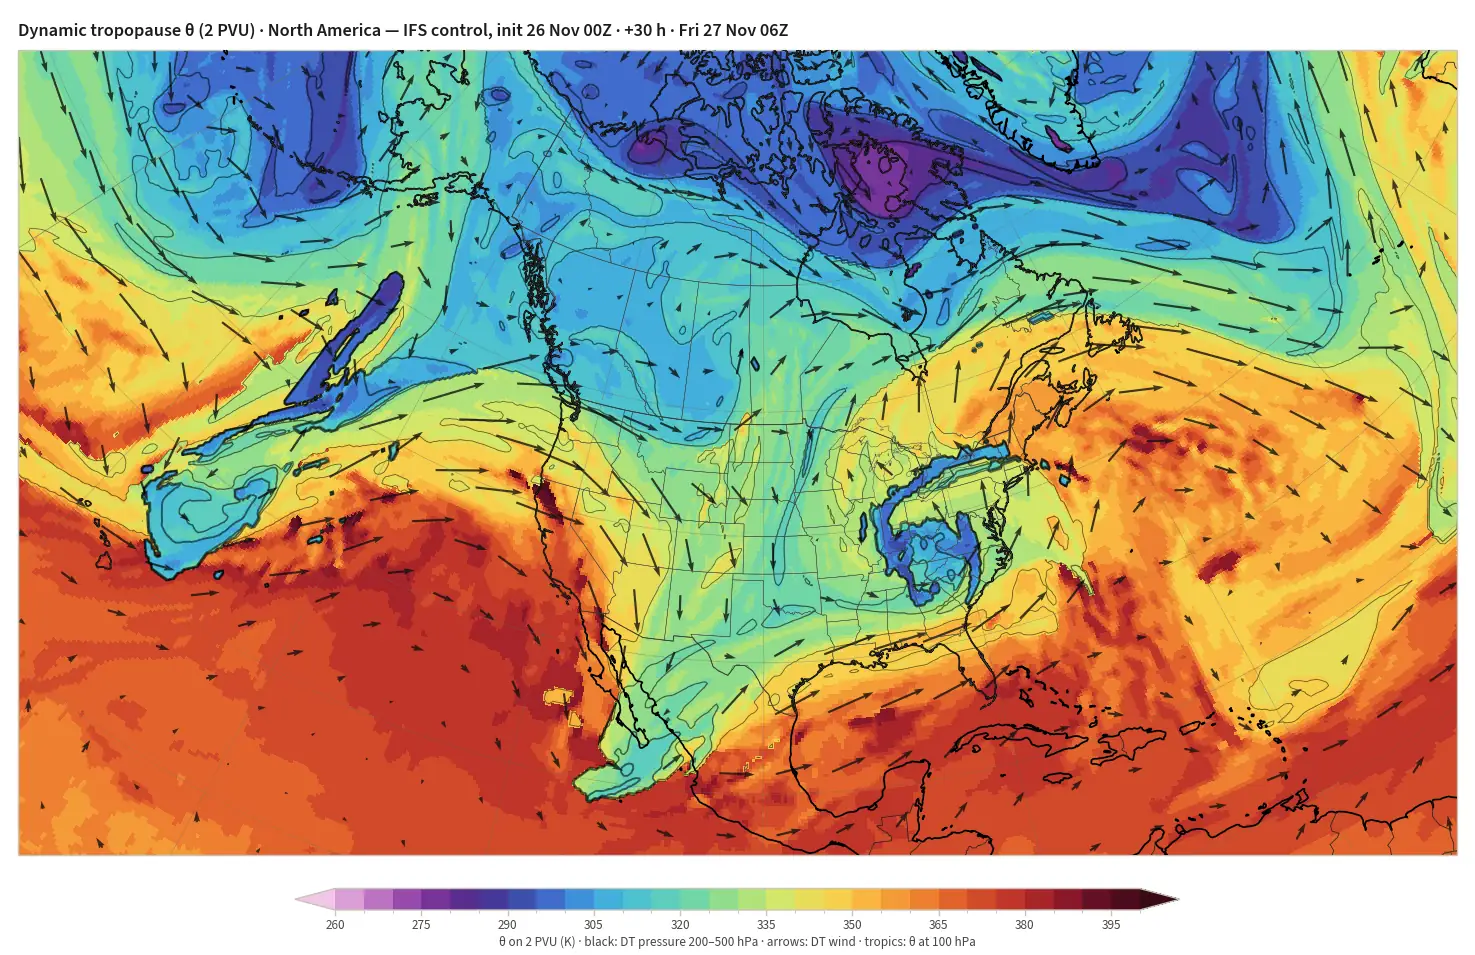 Dynamic tropopause θ (2 PVU) · North America — IFS control, init 26 Nov 00Z · +30 h · Fri 27 Nov 06Z
260 275 290 305 320 335 350 365 380 395
θ on 2 PVU (K) · black: DT pressure 200–500 hPa · arrows: DT wind · tropics: θ at 100 hPa